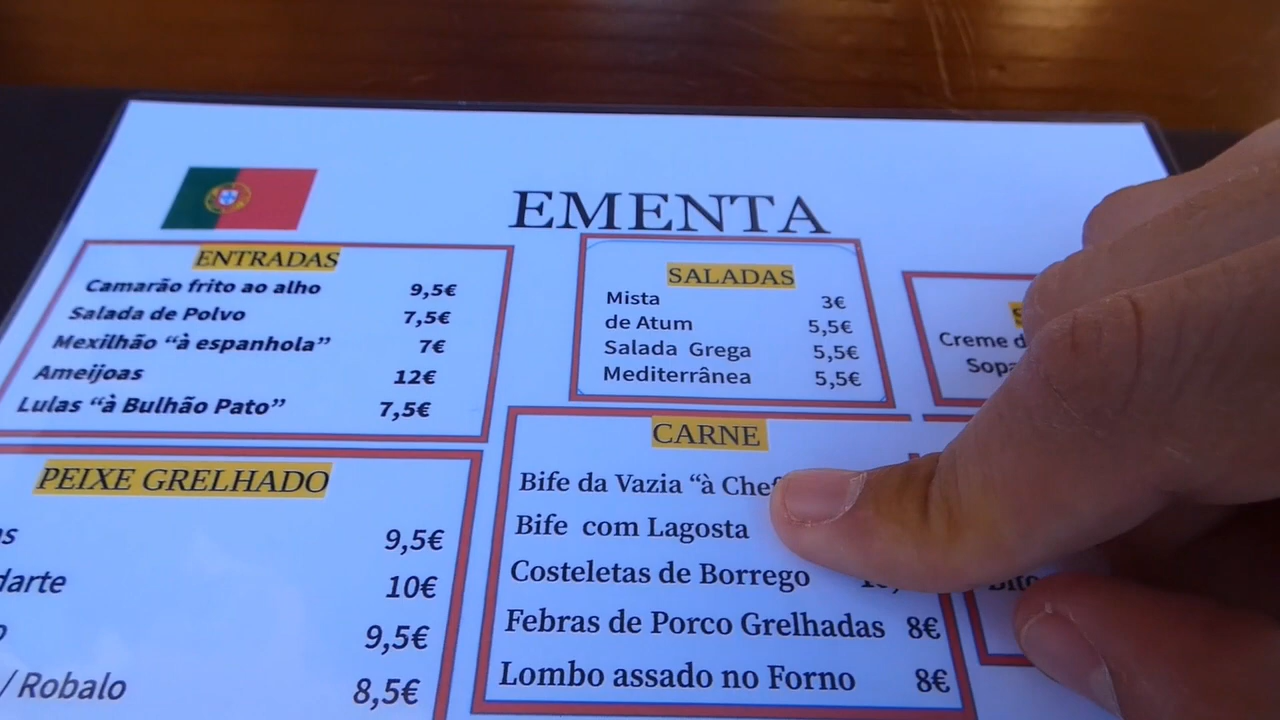 EMENTA
ENTRADAS
Camarão frito ao alho 9,5€
Salada de Polvo 7,5€
Mexilhão “à espanhola” 7€
Ameijoas 12€
Lulas “à Bulhão Pato” 7,5€
SALADAS
Mista 3€
de Atum 5,5€
Salada Grega 5,5€
Mediterrânea 5,5€
Creme
PEIXE GRELHADO
9,5€
10€
9,5€
/ Robalo 8,5€
CARNE
Bife da Vazia “à Chef
Bife com Lagosta
Costeletas de Borrego
Febras de Porco Grelhadas 8€
Lombo assado no Forno 8€